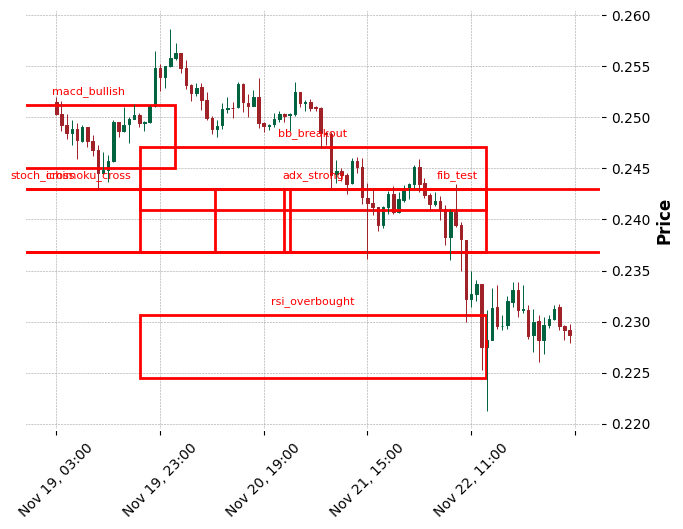 0.260
0.255
macd_bullish
0.250
bb_breakout
0.245
adx_strong
fib_test
0.240
0.235
rsi_overbought
0.230
0.225
0.220
Price
Nov 19, 03:00
Nov 19, 23:00
Nov 20, 19:00
Nov 21, 15:00
Nov 22, 11:00